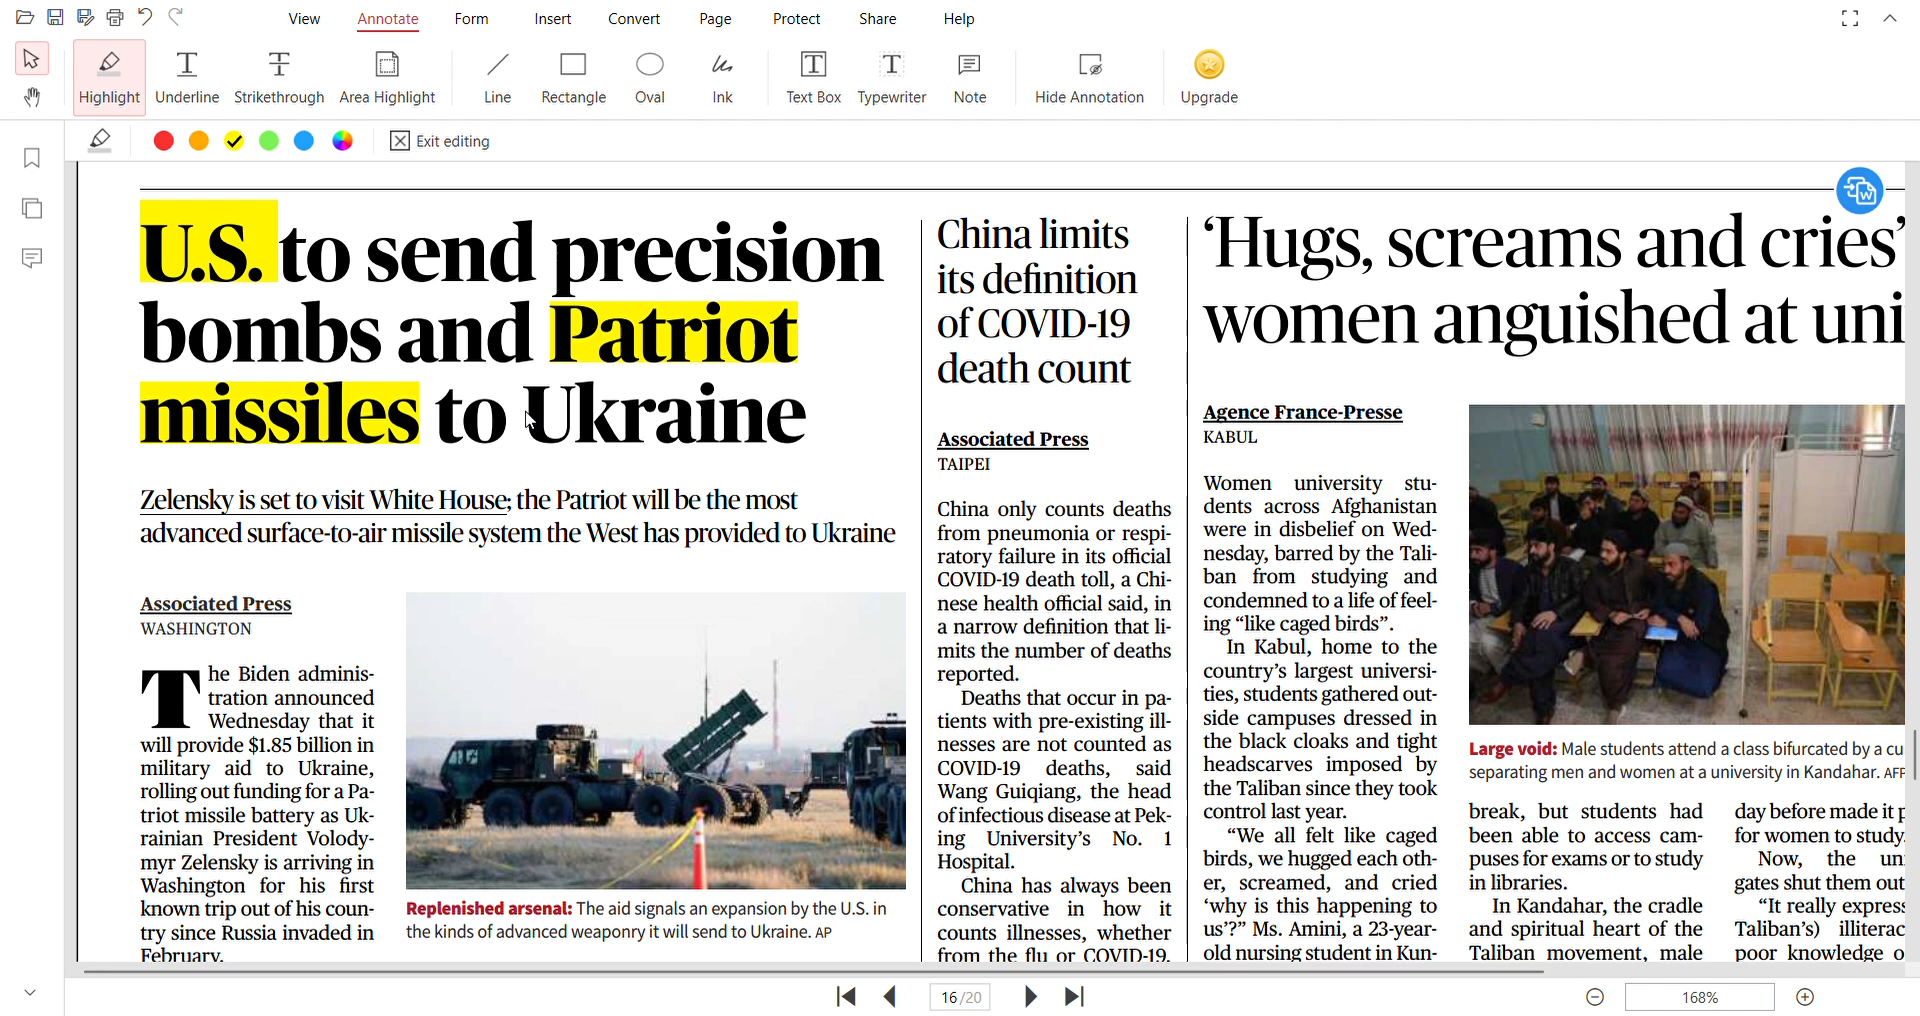 View Annotate Form Insert Convert Page Protect Share Help
Highlight Underline Strikethrough Area Highlight Line Rectangle Oval Ink Text Box Typewriter Note Hide Annotation Upgrade
Exit editing
U.S. to send precision
bombs and Patriot
missiles to Ukraine
Zelensky is set to visit White House; the Patriot will be the most
advanced surface-to-air missile system the West has provided to Ukraine
Associated Press
WASHINGTON
The Biden adminis-
tration announced
Wednesday that it
will provide $1.85 billion in
military aid to Ukraine,
rolling out funding for a Pa-
triot missile battery as Uk-
rainian President Volody-
myr Zelensky is arriving in
Washington for his first
known trip out of his coun-
try since Russia invaded in
February.
Replenished arsenal: The aid signals an expansion by the U.S. in
the kinds of advanced weaponry it will send to Ukraine. AP
China limits
its definition
of COVID-19
death count
Associated Press
TAIPEI
China only counts deaths
from pneumonia or respi-
ratory failure in its official
COVID-19 death toll, a Chi-
nese health official said, in
a narrow definition that li-
mits the number of deaths
reported.
Deaths that occur in pa-
tients with pre-existing ill-
nesses are not counted as
COVID-19 deaths, said
Wang Guiqiang, the head
of infectious disease at Pek-
ing University's No. 1
Hospital.
China has always been
conservative in how it
counts illnesses, whether
from the flu or COVID-19.
‘Hugs, screams and cries’
women anguished at uni
Agence France-Presse
KABUL
Women university stu-
dents across Afghanistan
were in disbelief on Wed-
nesday, barred by the Tali-
ban from studying and
condemned to a life of feel-
ing “like caged birds”.
In Kabul, home to the
country's largest universi-
ties, students gathered out-
side campuses dressed in
the black cloaks and tight
headscarves imposed by
the Taliban since they took
control last year.
“We all felt like caged
birds, we hugged each oth-
er, screamed, and cried
‘why is this happening to
us’?” Ms. Amini, a 23-year-
old nursing student in Kun-
Large void: Male students attend a class bifurcated by a cu
separating men and women at a university in Kandahar. AFP
break, but students had
been able to access cam-
puses for exams or to study
in libraries.
In Kandahar, the cradle
and spiritual heart of the
Taliban movement, male
day before made it p
for women to study.
Now, the un
gates shut them out
“It really express
Taliban's) illiterac
poor knowledge o
16 /20
168%